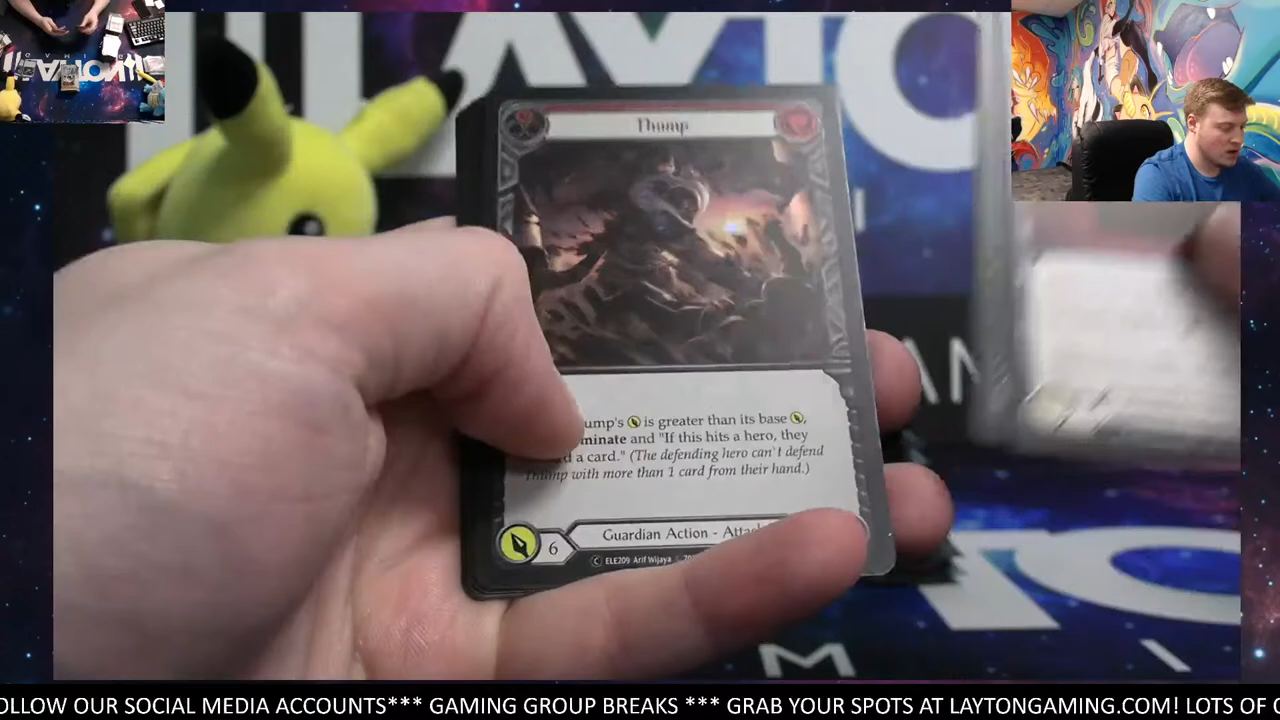 Thump
ump's is greater than its base ,
minate and "If this hits a hero, they
d a card." (The defending hero can't defend
Thump with more than 1 card from their hand.)
6
Guardian Action - Attac
C ELE209 Arif Wijaya
OLLOW OUR SOCIAL MEDIA ACCOUNTS*** GAMING GROUP BREAKS *** GRAB YOUR SPOTS AT LAYTONGAMING.COM! LOTS OF